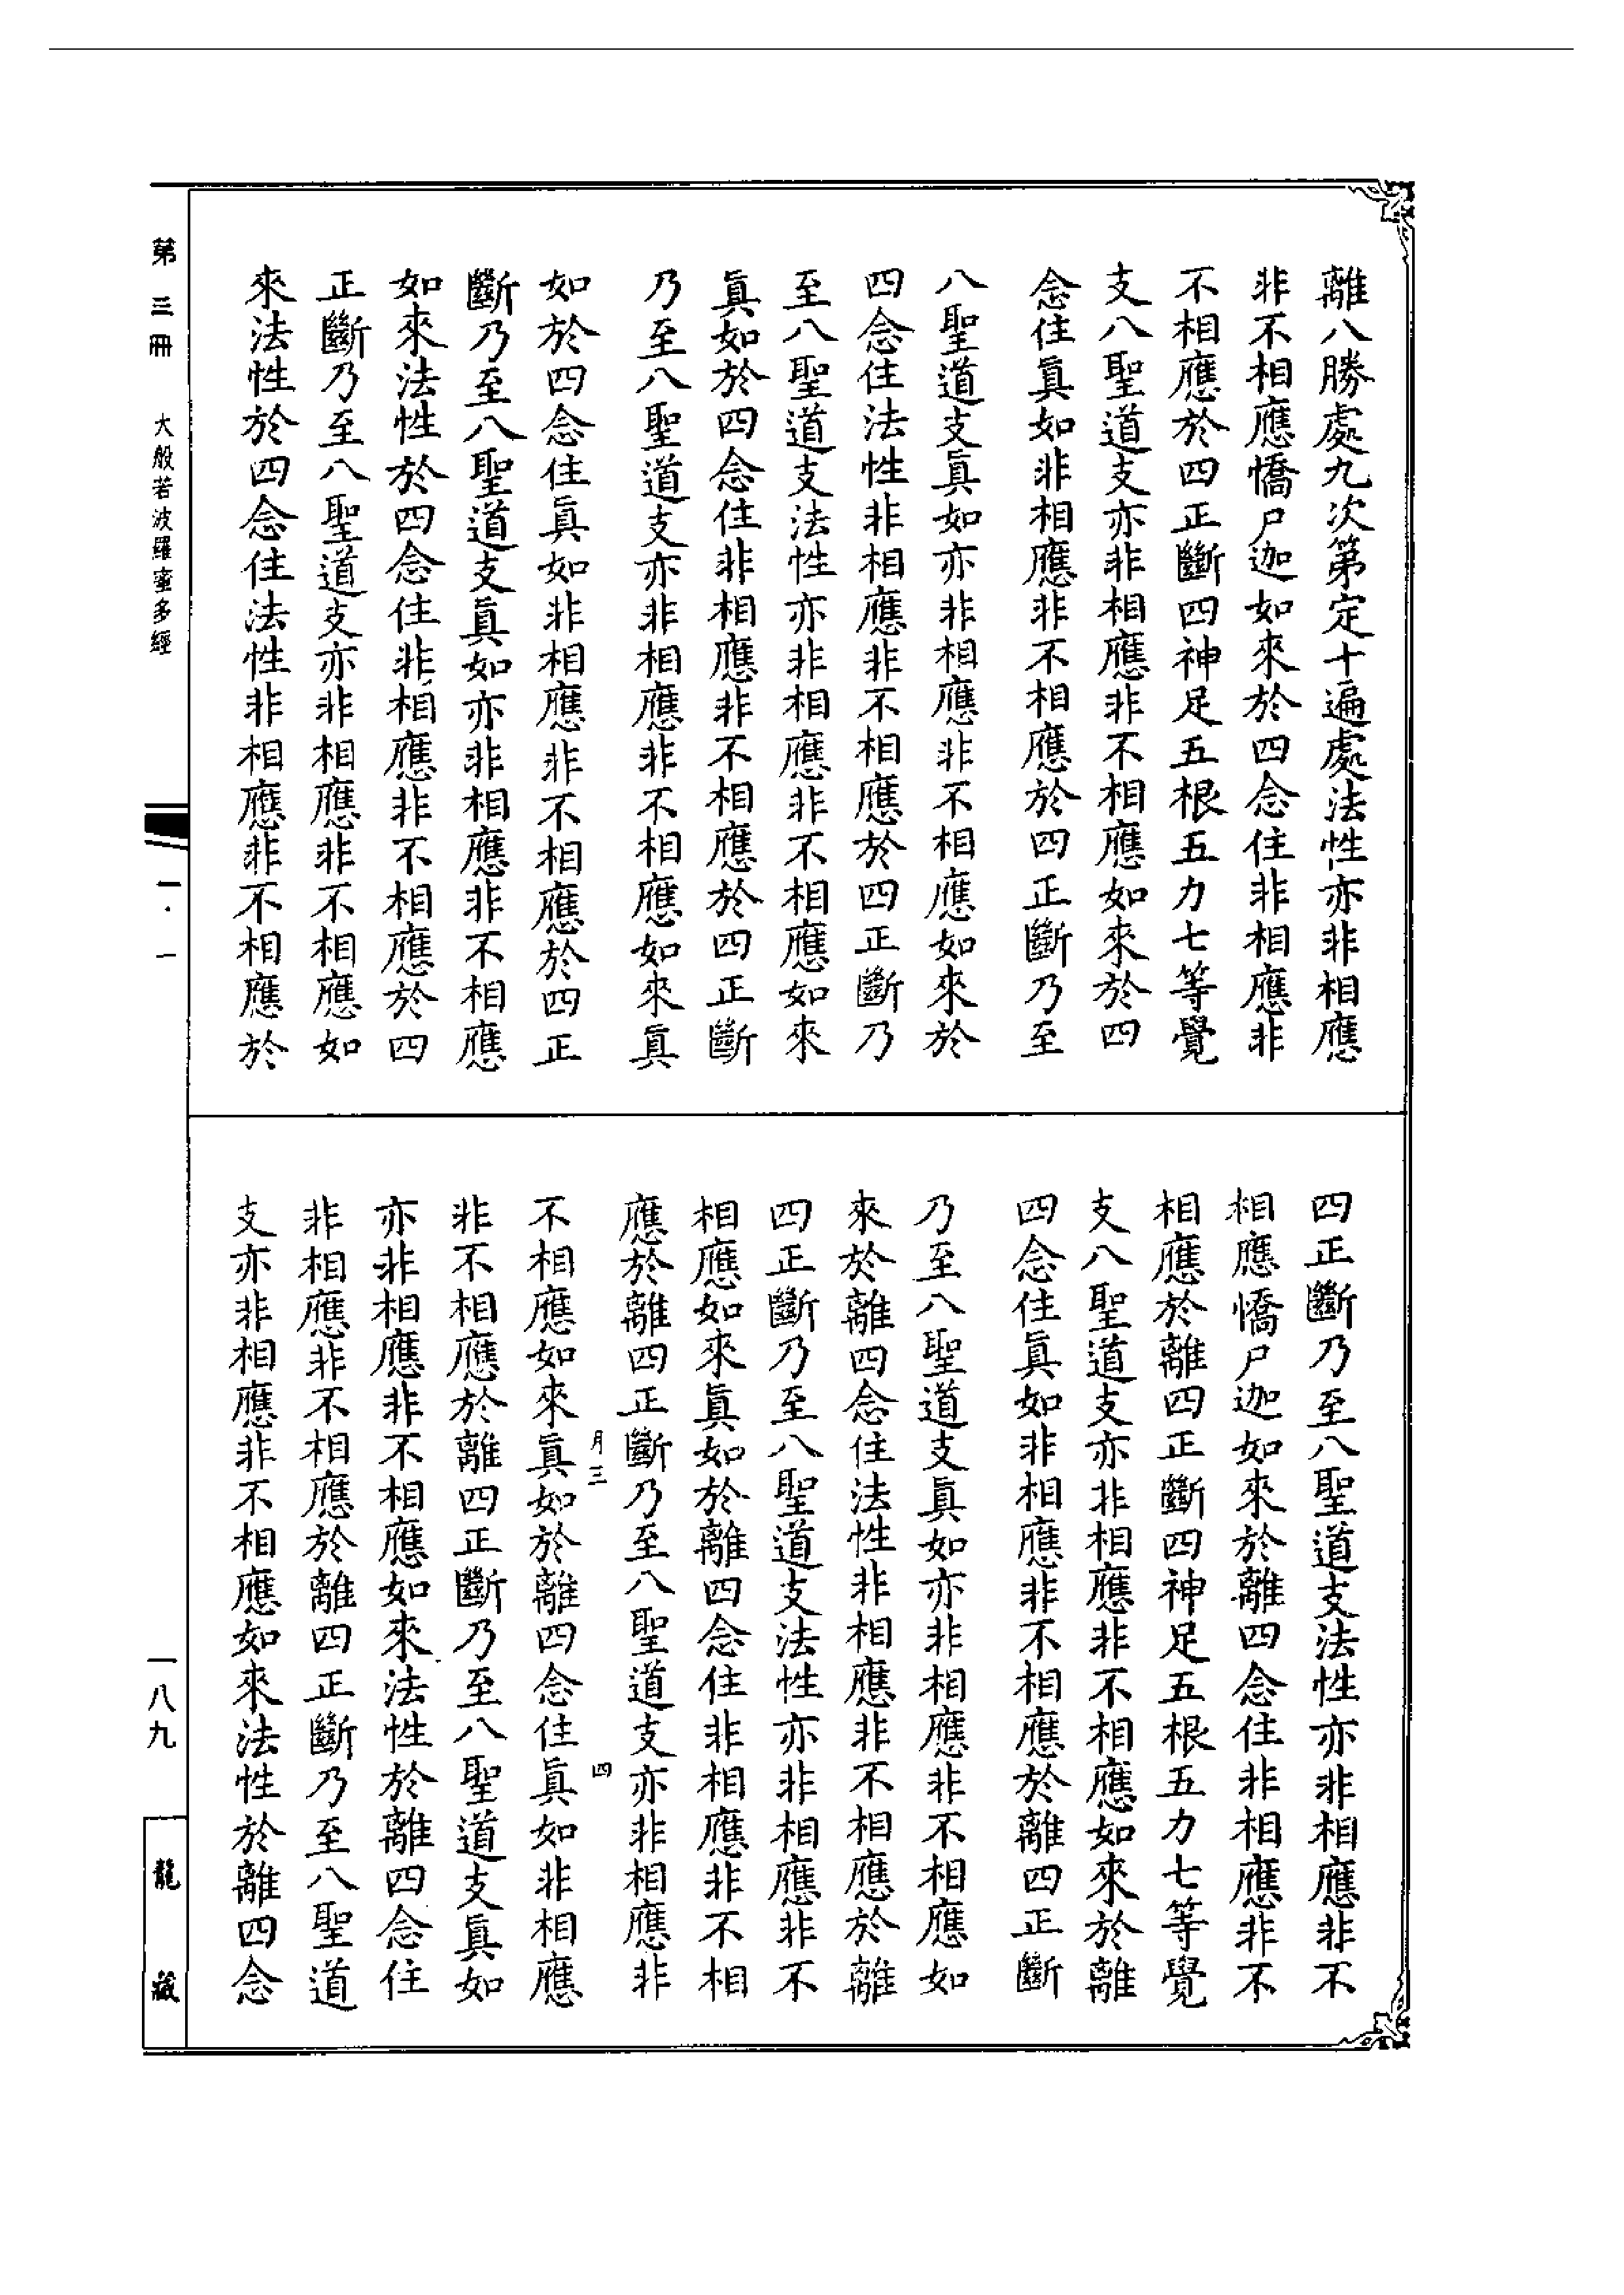 離八勝處九次第定十遍處法性亦非相應
非不相應憍尸迦如來於四念住非相應非
不相應於四正斷四神足五根五力七等覺
支八聖道支亦非相應非不相應如來於四
念住眞如非相應非不相應於四正斷乃至
八聖道支眞如亦非相應非不相應如來於
四念住法性非相應非不相應於四正斷乃
至八聖道支法性亦非相應非不相應如來
眞如於四念住非相應非不相應於四正斷
乃至八聖道支亦非相應非不相應如來眞
如於四念住眞如非相應非不相應於四正
斷乃至八聖道支眞如亦非相應非不相應
如來法性於四念住非相應非不相應於四
正斷乃至八聖道支亦非相應非不相應如
來法性於四念住法性非相應非不相應於
四正斷乃至八聖道支法性亦非相應非不
相應憍尸迦如來於離四念住非相應非不
相應於離四正斷四神足五根五力七等覺
支八聖道支亦非相應非不相應如來於離
四念住眞如非相應非不相應於離四正斷
乃至八聖道支眞如亦非相應非不相應如
來於離四念住法性非相應非不相應於離
四正斷乃至八聖道支法性亦非相應非不
相應如來眞如於離四念住非相應非不相
應於離四正斷乃至八聖道支亦非相應非
月三 四
不相應如來眞如於離四念住眞如非相應
非不相應於離四正斷乃至八聖道支眞如
亦非相應非不相應如來法性於離四念住
非相應非不相應於離四正斷乃至八聖道
支亦非相應非不相應如來法性於離四念
第三冊 大般若波羅蜜多經 一·一 一八九 龍藏